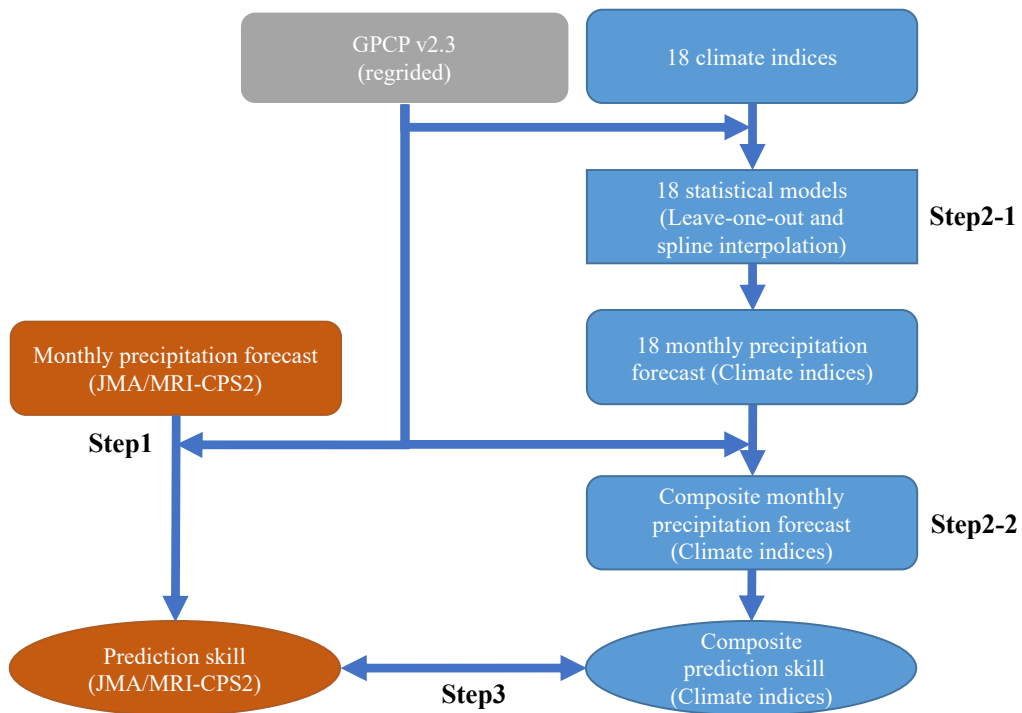 GPCP v2.3
(regrided)
18 climate indices
18 statistical models
(Leave-one-out and
spline interpolation)
Step2-1
Monthly precipitation forecast
(JMA/MRI-CPS2)
18 monthly precipitation
forecast (Climate indices)
Step1
Composite monthly
precipitation forecast
(Climate indices)
Step2-2
Prediction skill
(JMA/MRI-CPS2)
Step3
Composite
prediction skill
(Climate indices)